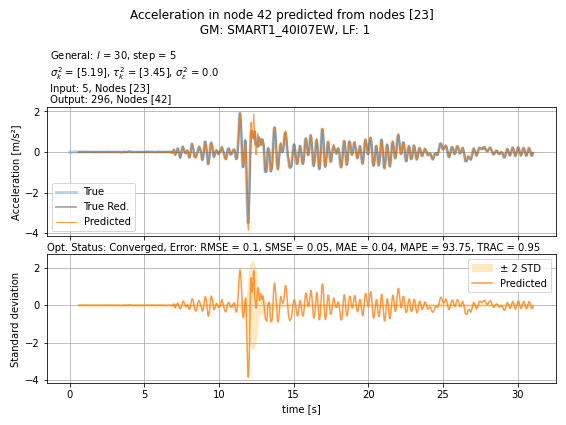 Acceleration in node 42 predicted from nodes [23]
GM: SMART1_40I07EW, LF: 1
General: l = 30, step = 5
σ²ₖ = [5.19], τ²ₖ = [3.45], σ²ε = 0.0
Input: 5, Nodes [23]
Output: 296, Nodes [42]
2
0
−2
−4
Acceleration [m/s²]
True
True Red.
Predicted
Opt. Status: Converged, Error: RMSE = 0.1, SMSE = 0.05, MAE = 0.04, MAPE = 93.75, TRAC = 0.95
2
0
−2
−4
Standard deviation
± 2 STD
Predicted
0 5 10 15 20 25 30
time [s]